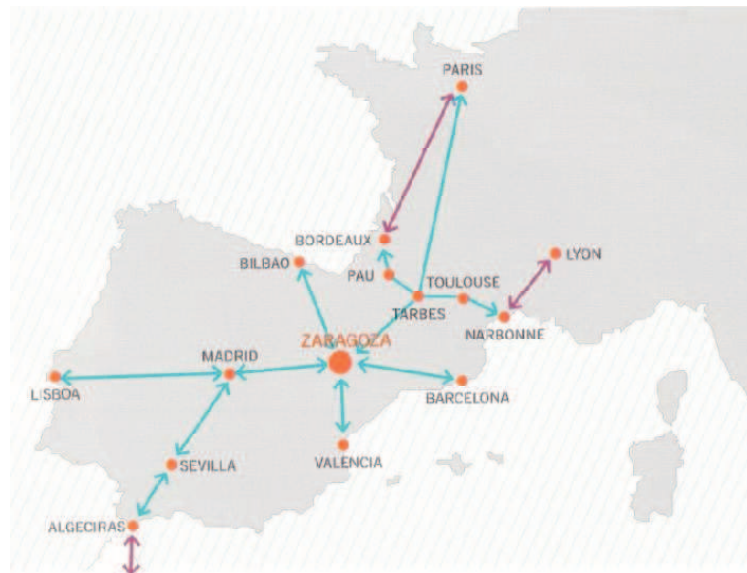 PARIS
BORDEAUX
LYON
BILBAO
PAU
TOULOUSE
TARBES
NARBONNE
ZARAGOZA
MADRID
LISBOA
BARCELONA
SEVILLA
VALENCIA
ALGECIRAS